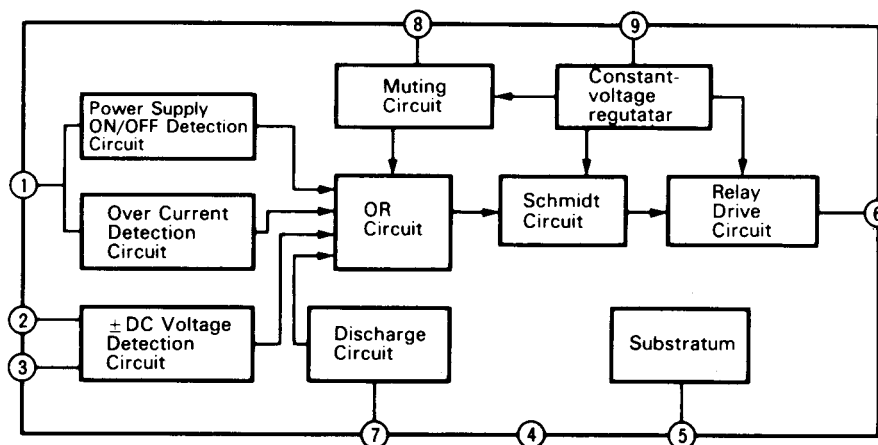 8
9
Muting
Circuit
Constant-
voltage
regutatar
Power Supply
ON/OFF Detection
Circuit
1
OR
Circuit
Schmidt
Circuit
Relay
Drive
Circuit
6
Over Current
Detection
Circuit
2
3
±DC Voltage
Detection
Circuit
Discharge
Circuit
Substratum
7
4
5